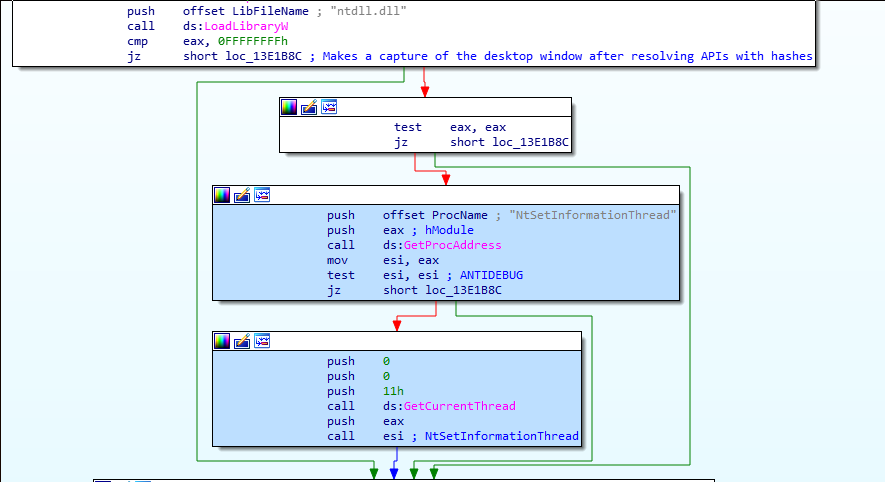 push offset LibFileName ; "ntdll.dll"
call ds:LoadLibraryW
cmp eax, 0FFFFFFFFh
jz short loc_13E1B8C ; Makes a capture of the desktop window after resolving APIs with hashes
test eax, eax
jz short loc_13E1B8C
push offset ProcName ; "NtSetInformationThread"
push eax ; hModule
call ds:GetProcAddress
mov esi, eax
test esi, esi ; ANTIDEBUG
jz short loc_13E1B8C
push 0
push 0
push 11h
call ds:GetCurrentThread
push eax
call esi ; NtSetInformationThread